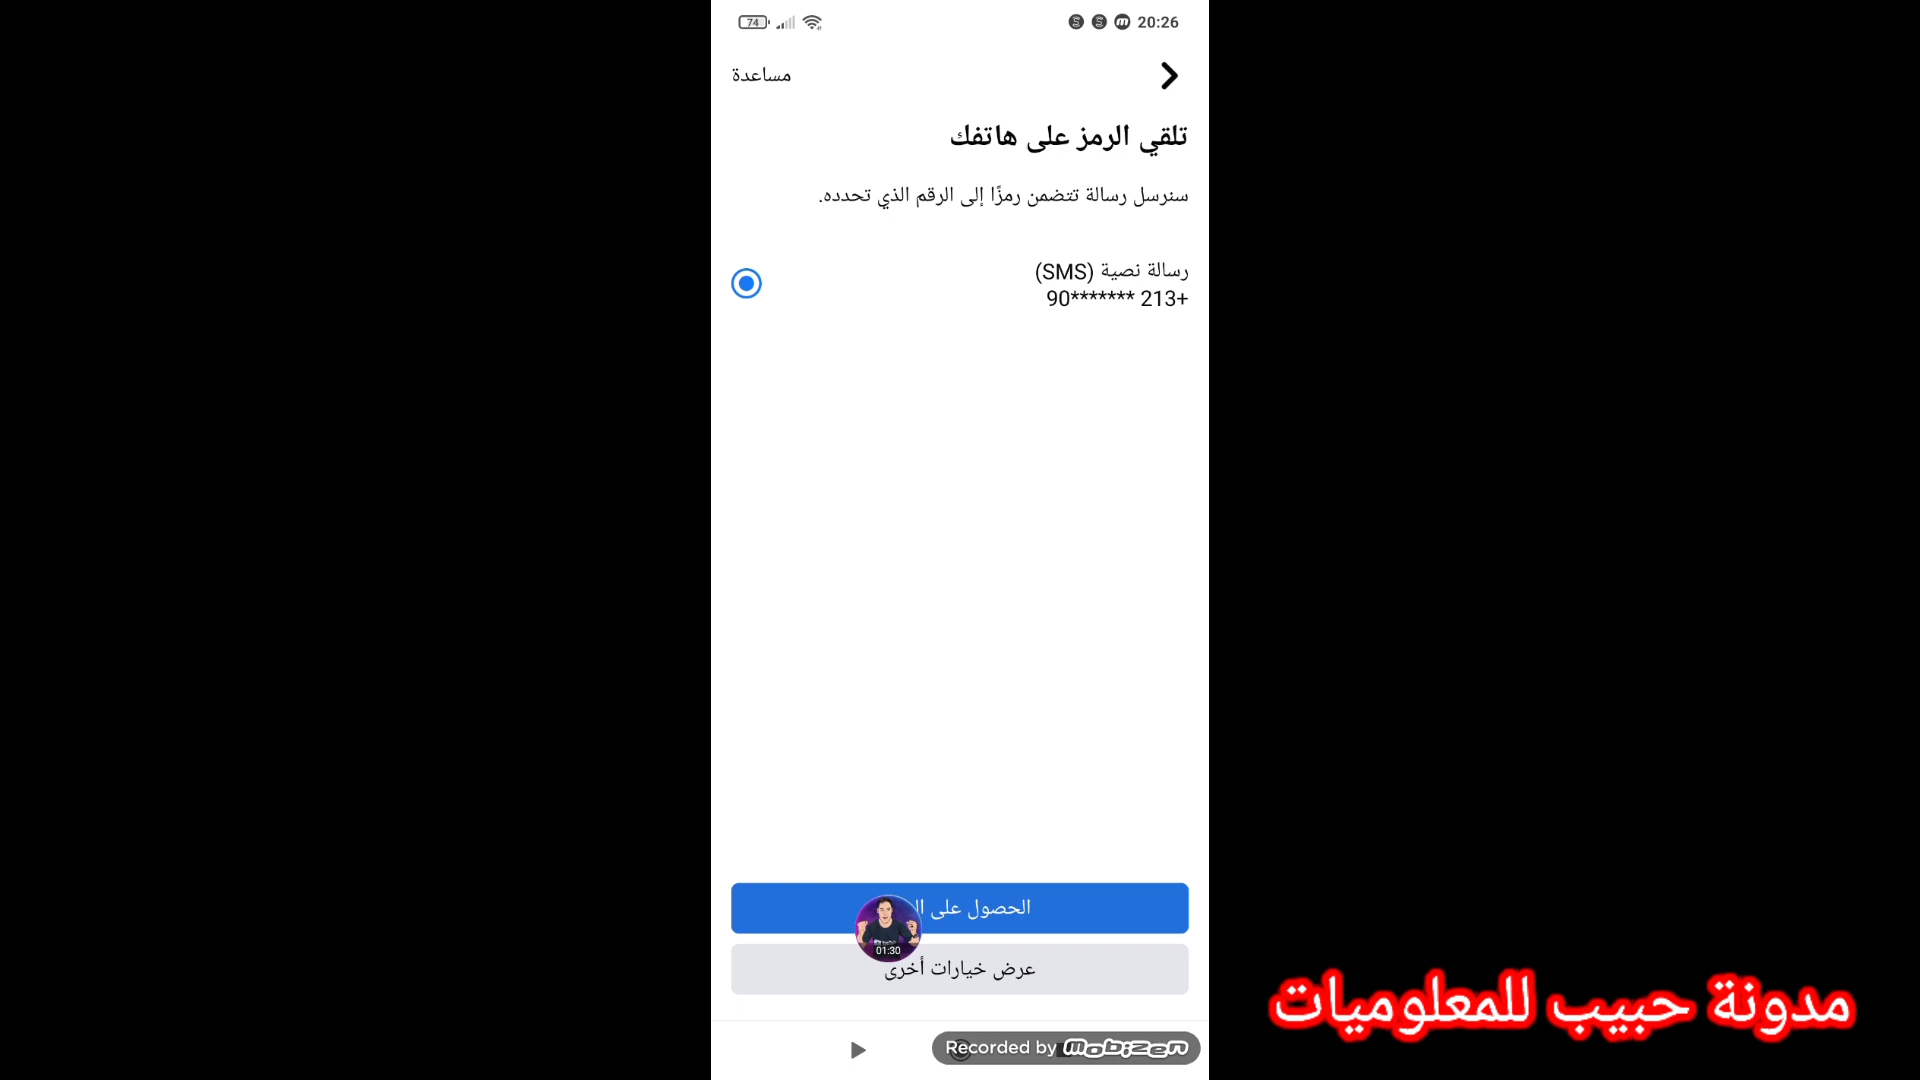 74
20:26
مساعدة
تلقي الرمز على هاتفك
سنرسل رسالة تتضمن رمزًا إلى الرقم الذي تحدده.
رسالة نصية (SMS)
+213 *******90
الحصول على
01:30
عرض خيارات أخرى
Recorded by mobizen
مدونة حبيب للمعلوميات